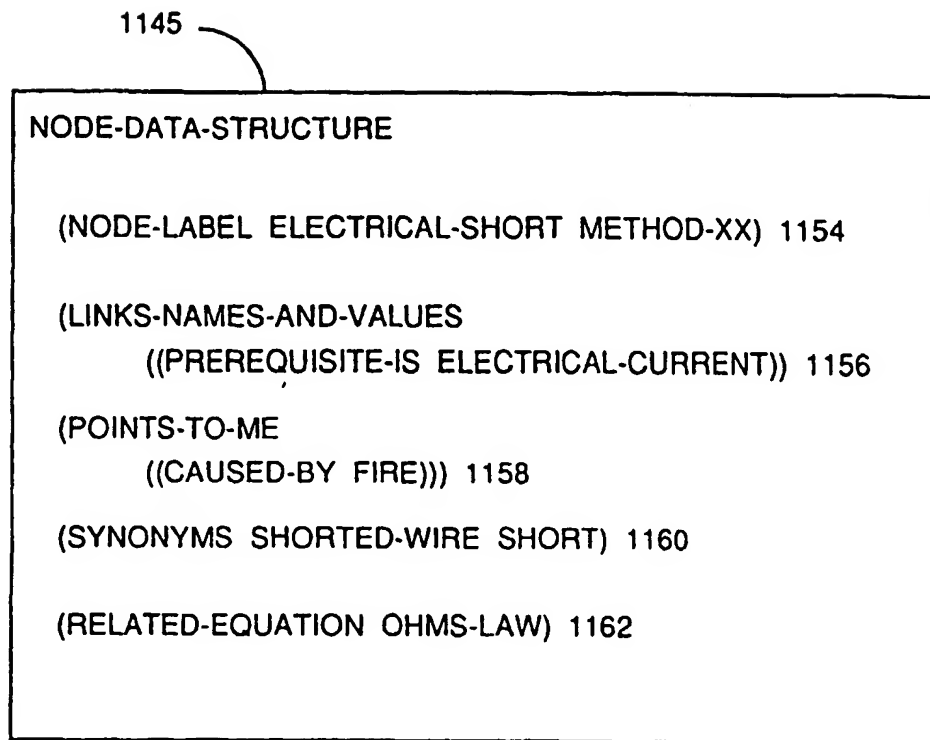 1145
NODE-DATA-STRUCTURE
(NODE-LABEL ELECTRICAL-SHORT METHOD-XX) 1154
(LINKS-NAMES-AND-VALUES
((PREREQUISITE-IS ELECTRICAL-CURRENT)) 1156
(POINTS-TO-ME
((CAUSED-BY FIRE))) 1158
(SYNONYMS SHORTED-WIRE SHORT) 1160
(RELATED-EQUATION OHMS-LAW) 1162